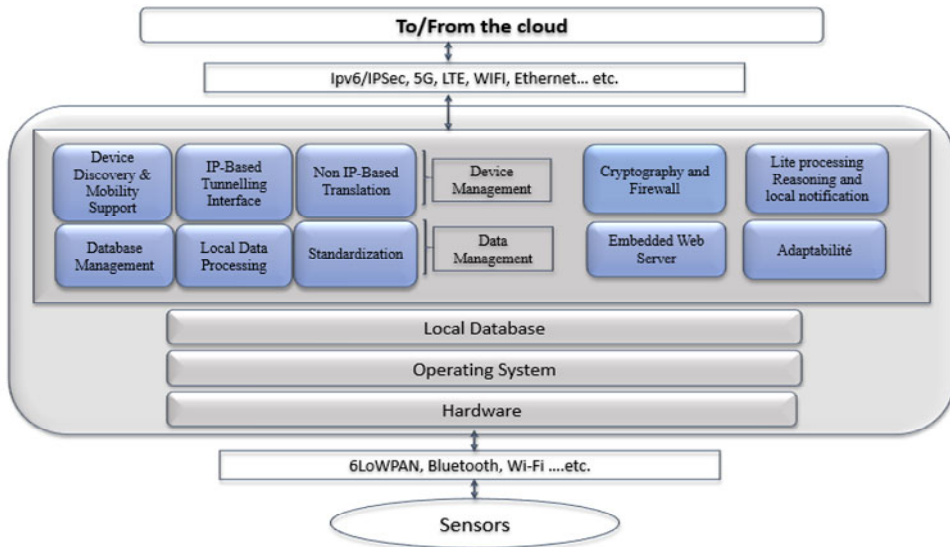 To/From the cloud
Ipv6/IPSec, 5G, LTE, WIFI, Ethernet... etc.
Device
Discovery &
Mobility
Support
IP-Based
Tunnelling
Interface
Non IP-Based
Translation
Device
Management
Cryptography and
Firewall
Lite processing
Reasoning and
local notification
Database
Management
Local Data
Processing
Standardization
Data
Management
Embedded Web
Server
Adaptabilité
Local Database
Operating System
Hardware
6LoWPAN, Bluetooth, Wi-Fi ....etc.
Sensors